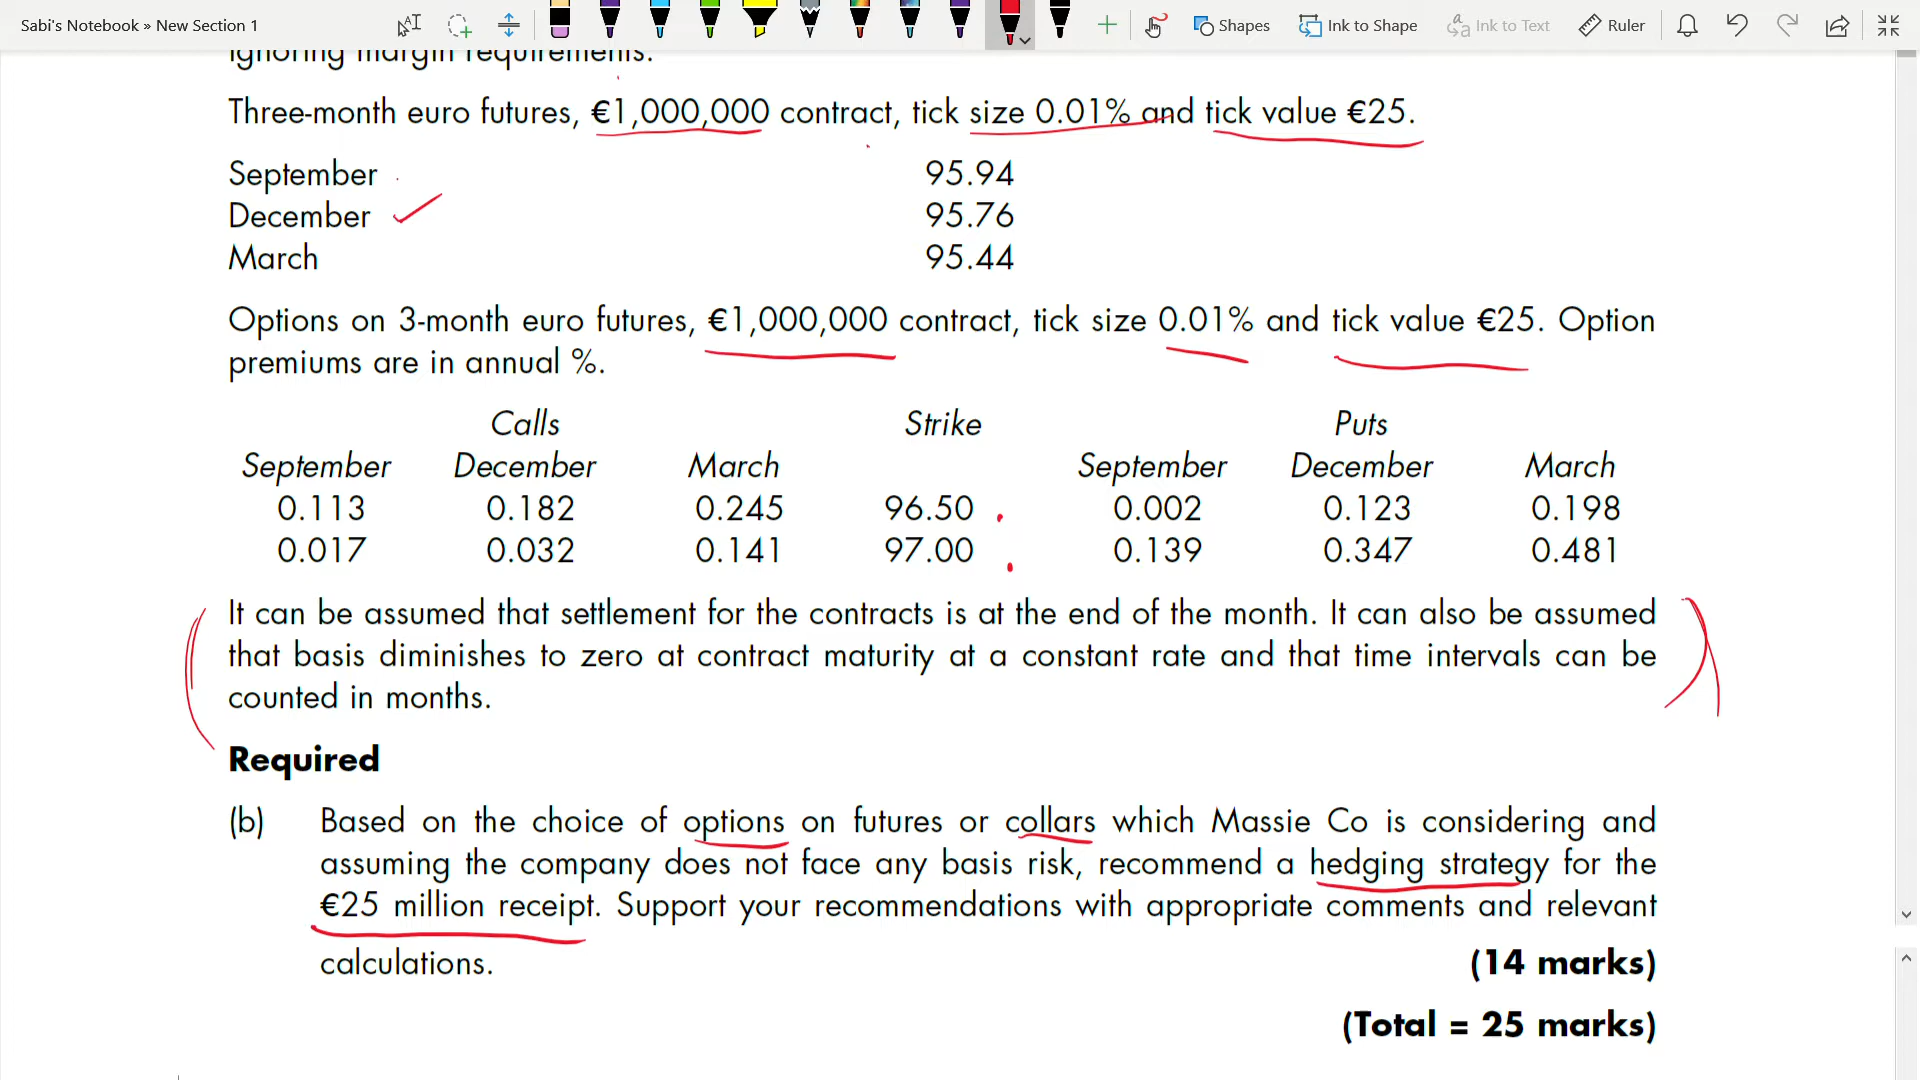 Sabi's Notebook » New Section 1
Shapes
Ink to Shape
Ink to Text
Ruler
ignoring margin requirements.
Three-month euro futures, €1,000,000 contract, tick size 0.01% and tick value €25.
September 95.94
December 95.76
March 95.44
Options on 3-month euro futures, €1,000,000 contract, tick size 0.01% and tick value €25. Option
premiums are in annual %.
Calls Strike Puts
September December March September December March
0.113 0.182 0.245 96.50 0.002 0.123 0.198
0.017 0.032 0.141 97.00 0.139 0.347 0.481
It can be assumed that settlement for the contracts is at the end of the month. It can also be assumed
that basis diminishes to zero at contract maturity at a constant rate and that time intervals can be
counted in months.
Required
(b) Based on the choice of options on futures or collars which Massie Co is considering and
assuming the company does not face any basis risk, recommend a hedging strategy for the
€25 million receipt. Support your recommendations with appropriate comments and relevant
calculations. (14 marks)
(Total = 25 marks)